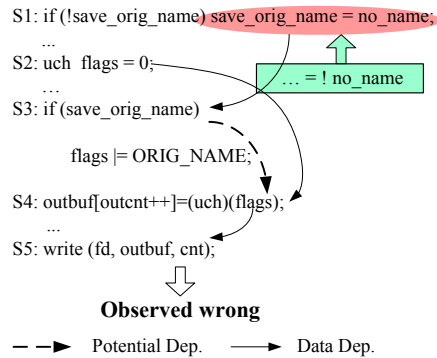 S1: if (!save_orig_name) save_orig_name = no_name;
...
S2: uch flags = 0;
… = ! no_name
…
S3: if (save_orig_name)
flags |= ORIG_NAME;
S4: outbuf[outcnt++]=(uch)(flags);
...
S5: write (fd, outbuf, cnt);
Observed wrong
Potential Dep. Data Dep.